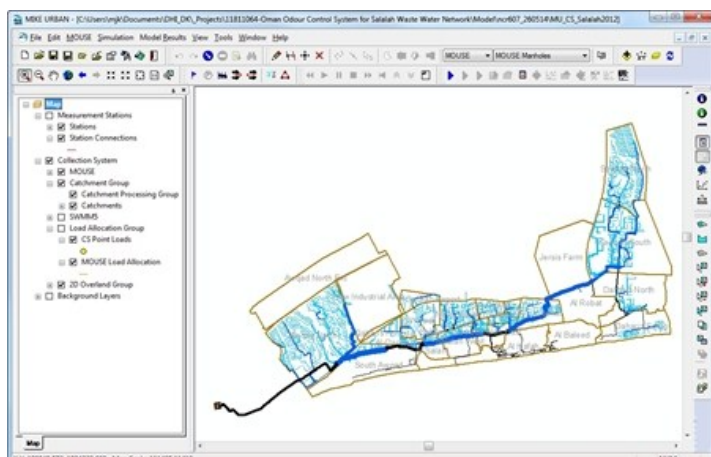 MIKE URBAN - [C:\Users\mjk\Documents\DHI_DK\_Projects\11811064-Oman Odour Control System for Salalah Waste Water Network\Model\ncr607_260514\MU_CS_Salalah2012]
File Edit MOUSE Simulation Model Results View Tools Window Help
MOUSE MOUSE Manholes
Map
Measurement Stations
Stations
Station Connections
Collection System
MOUSE
Catchment Group
Catchment Processing Group
Catchments
SWMM5
Load Allocation Group
CS Point Loads
MOUSE Load Allocation
2D Overland Group
Background Layers
Jersis Farm
North
Al Robat
Al Baleed
South Awqad
Map